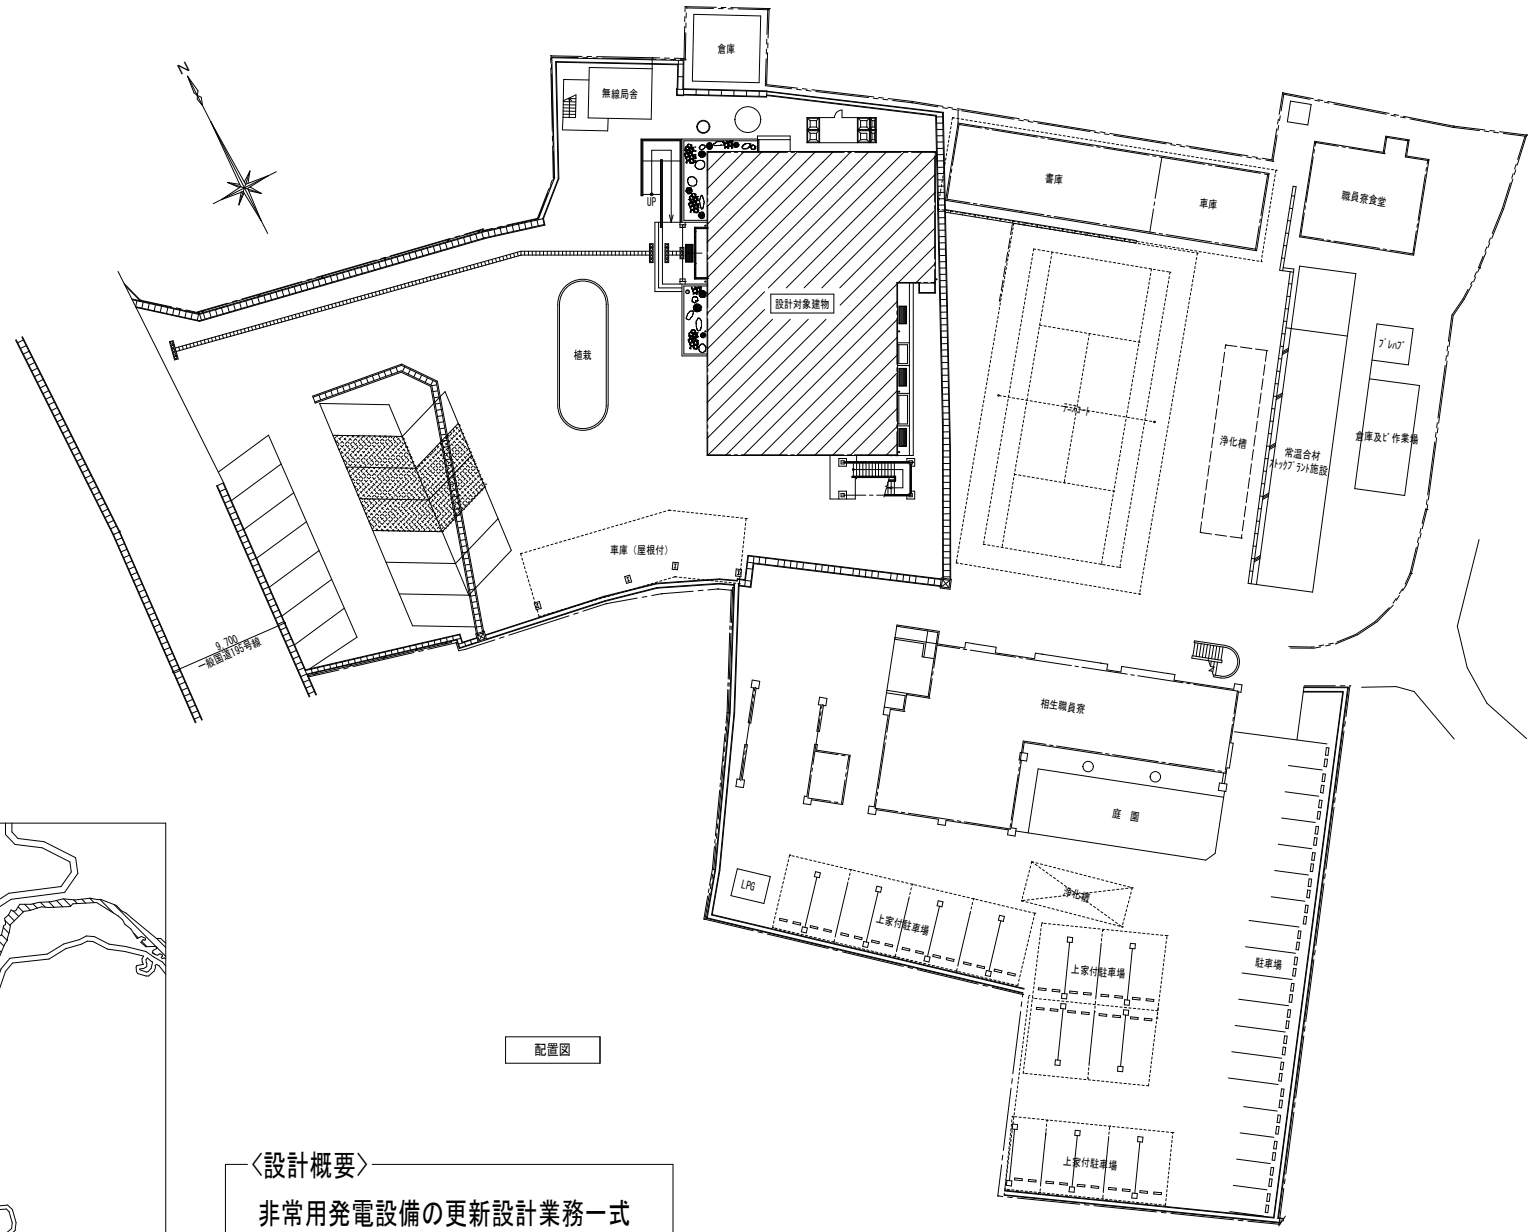 倉庫
N
無線局舎
書庫
車庫
職員寮食堂
UP
設計対象建物
植栽
プレハブ
テニスコート
浄化槽
常温合材
ストックプラント施設
倉庫及ビ作業場
車庫（屋根付）
9,700
一般国道195号線
相生職員寮
庭 園
LPG
浄化槽
上家付駐車場
上家付駐車場
駐車場
配置図
上家付駐車場
〈設計概要〉
非常用発電設備の更新設計業務一式